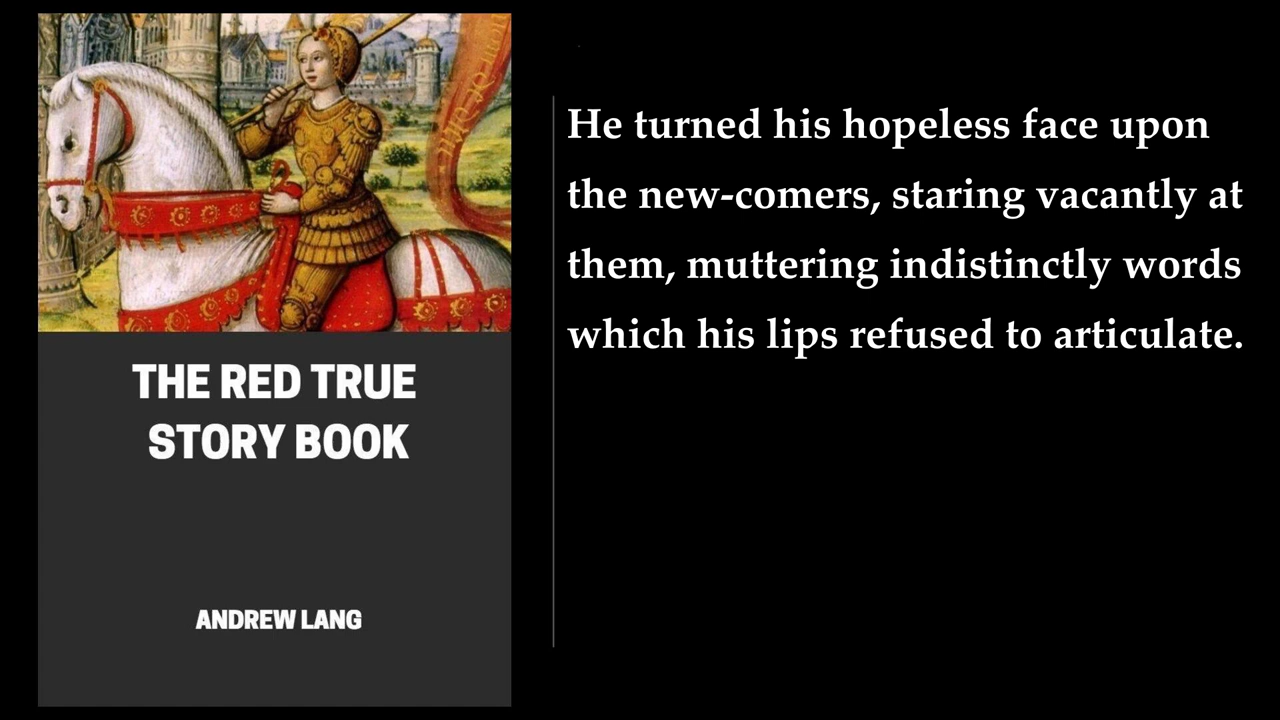 THE RED TRUE
STORY BOOK
ANDREW LANG
He turned his hopeless face upon
the new-comers, staring vacantly at
them, muttering indistinctly words
which his lips refused to articulate.